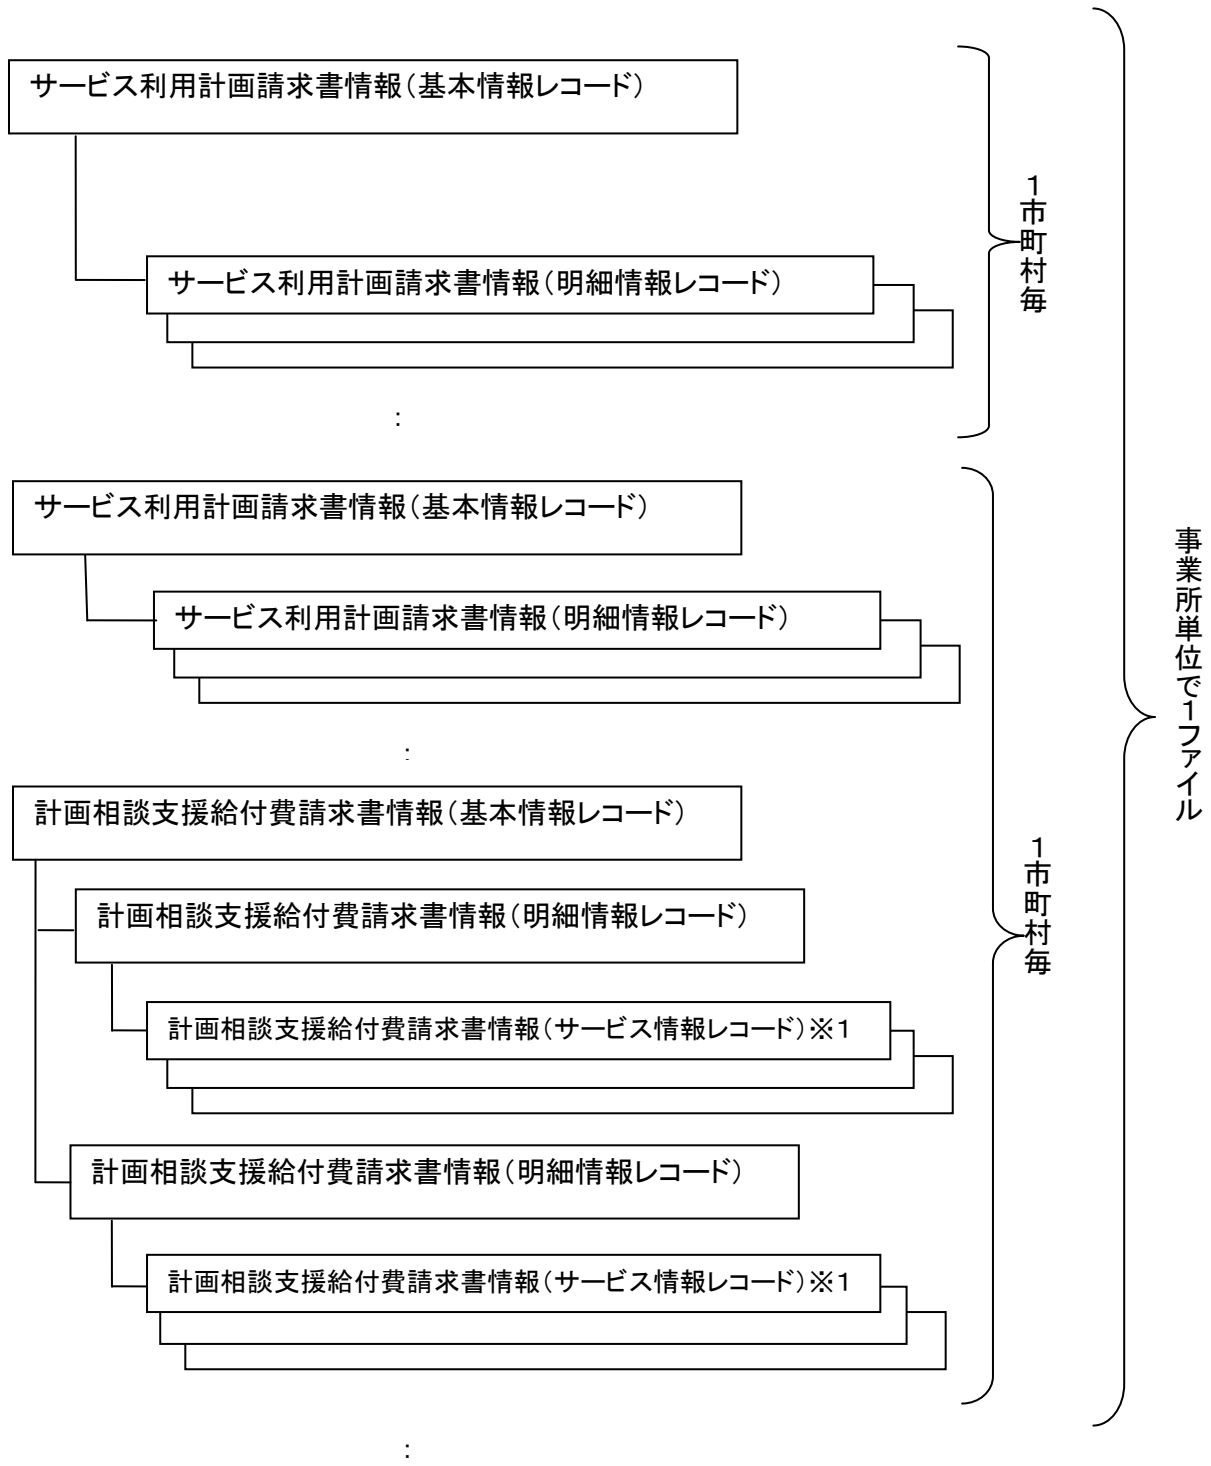 サービス利用計画請求書情報（基本情報レコード）
サービス利用計画請求書情報（明細情報レコード）
：
1市町村毎
サービス利用計画請求書情報（基本情報レコード）
サービス利用計画請求書情報（明細情報レコード）
：
計画相談支援給付費請求書情報（基本情報レコード）
計画相談支援給付費請求書情報（明細情報レコード）
計画相談支援給付費請求書情報（サービス情報レコード）※1
計画相談支援給付費請求書情報（明細情報レコード）
計画相談支援給付費請求書情報（サービス情報レコード）※1
：
1市町村毎
事業所単位で1ファイル